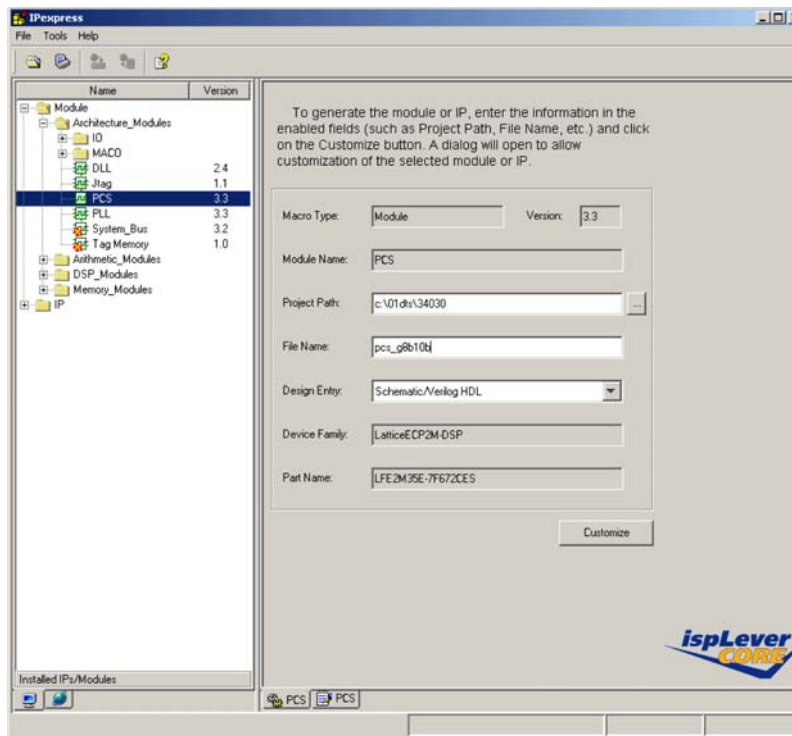 IPexpress
File Tools Help
Name Version
Module
Architecture_Modules
IO
MACO
DLL 2.4
Jtag 1.1
PCS 3.3
PLL 3.3
System_Bus 3.2
Tag Memory 1.0
Arithmetic_Modules
DSP_Modules
Memory_Modules
IP
Installed IPs/Modules
To generate the module or IP, enter the information in the
enabled fields (such as Project Path, File Name, etc.) and click
on the Customize button. A dialog will open to allow
customization of the selected module or IP.
Macro Type: Module Version: 3.3
Module Name: PCS
Project Path: c:\01dts\34030 ...
File Name: pcs_g8b10b
Design Entry: Schematic/Verilog HDL
Device Family: LatticeECP2M-DSP
Part Name: LFE2M35E-7F672CES
Customize
ispLever
CORE
PCS PCS